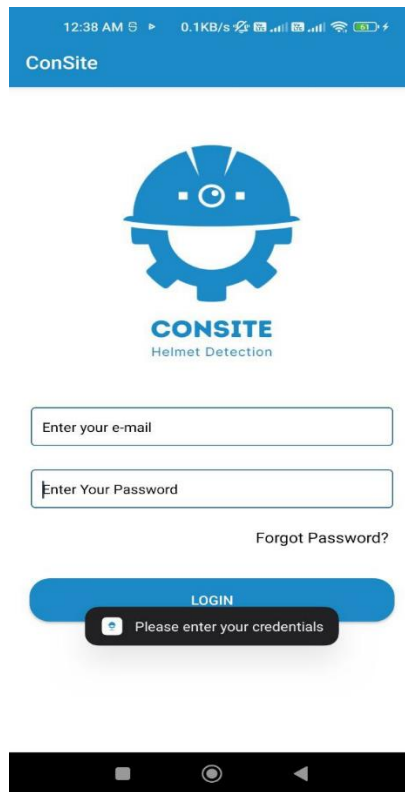 12:38 AM 0.1KB/s 61
ConSite
CONSITE
Helmet Detection
Enter your e-mail
Enter Your Password
Forgot Password?
LOGIN
Please enter your credentials